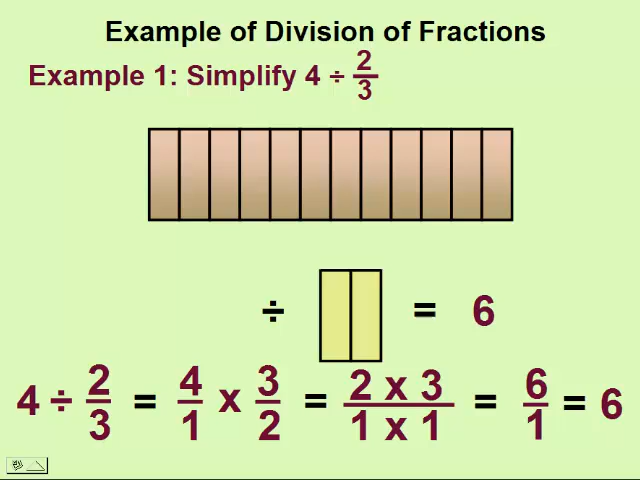 Example of Division of Fractions
Example 1: Simplify 4 ÷ 2/3
÷ = 6
4 ÷ 2/3 = 4/1 x 3/2 = 2 x 3/1 x 1 = 6/1 = 6